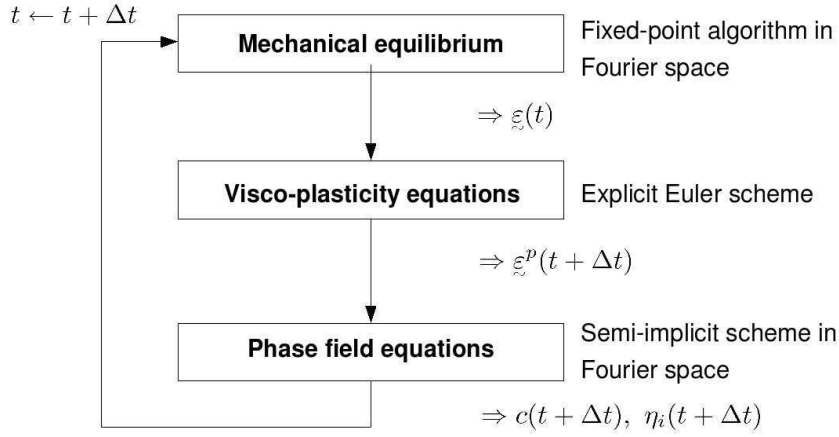 t ← t + Δt
Mechanical equilibrium
Fixed-point algorithm in
Fourier space
⇒ ε̰(t)
Visco-plasticity equations
Explicit Euler scheme
⇒ ε̰ᵖ(t + Δt)
Phase field equations
Semi-implicit scheme in
Fourier space
⇒ c(t + Δt), ηᵢ(t + Δt)